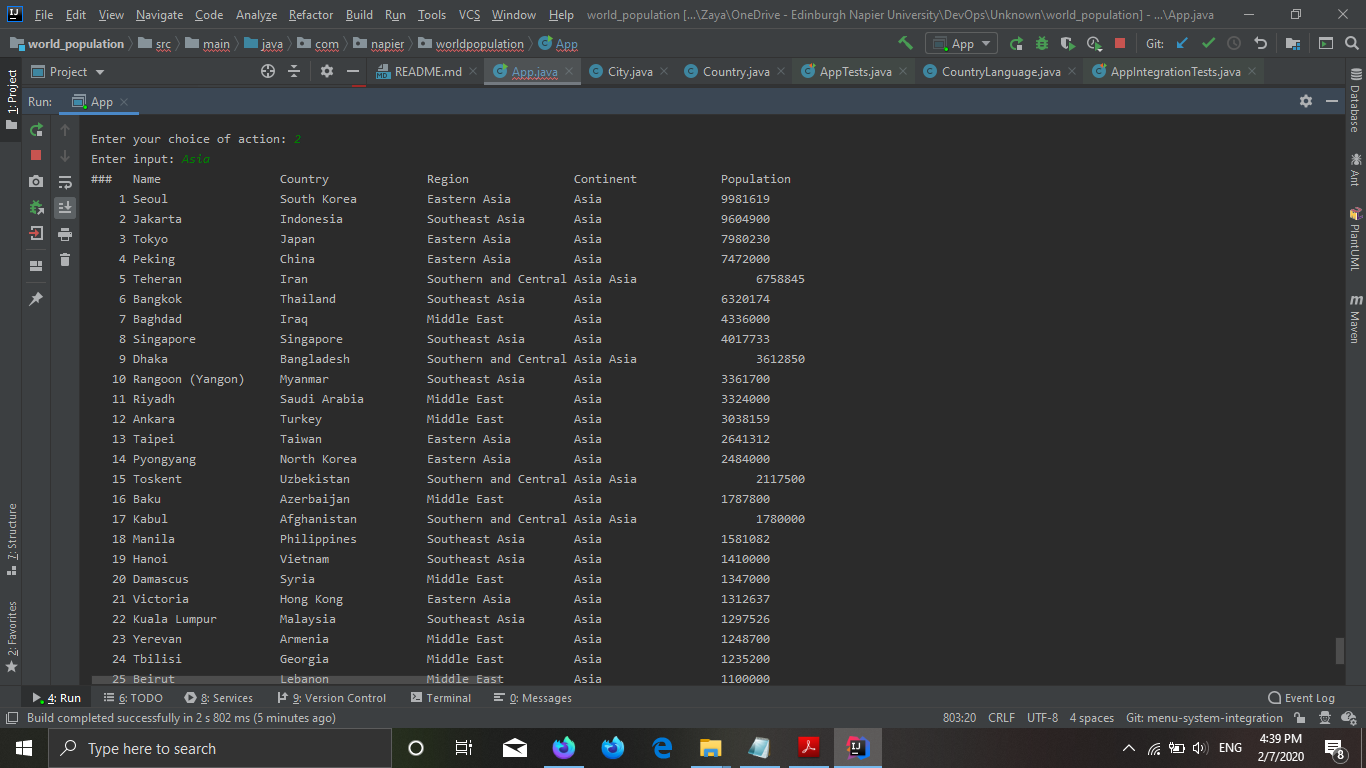 File Edit View Navigate Code Analyze Refactor Build Run Tools VCS Window Help world_population [...\Zaya\OneDrive - Edinburgh Napier University\DevOps\Unknown\world_population] - ...\App.java
world_population src main java com napier worldpopulation App App Git:
Project README.md App.java City.java Country.java AppTests.java CountryLanguage.java AppIntegrationTests.java
Run: App
1: Project
7: Structure
2: Favorites
Database
Ant
PlantUML
Maven
Enter your choice of action: 2
Enter input: Asia
### Name Country Region Continent Population
1 Seoul South Korea Eastern Asia Asia 9981619
2 Jakarta Indonesia Southeast Asia Asia 9604900
3 Tokyo Japan Eastern Asia Asia 7980230
4 Peking China Eastern Asia Asia 7472000
5 Teheran Iran Southern and Central Asia Asia 6758845
6 Bangkok Thailand Southeast Asia Asia 6320174
7 Baghdad Iraq Middle East Asia 4336000
8 Singapore Singapore Southeast Asia Asia 4017733
9 Dhaka Bangladesh Southern and Central Asia Asia 3612850
10 Rangoon (Yangon) Myanmar Southeast Asia Asia 3361700
11 Riyadh Saudi Arabia Middle East Asia 3324000
12 Ankara Turkey Middle East Asia 3038159
13 Taipei Taiwan Eastern Asia Asia 2641312
14 Pyongyang North Korea Eastern Asia Asia 2484000
15 Toskent Uzbekistan Southern and Central Asia Asia 2117500
16 Baku Azerbaijan Middle East Asia 1787800
17 Kabul Afghanistan Southern and Central Asia Asia 1780000
18 Manila Philippines Southeast Asia Asia 1581082
19 Hanoi Vietnam Southeast Asia Asia 1410000
20 Damascus Syria Middle East Asia 1347000
21 Victoria Hong Kong Eastern Asia Asia 1312637
22 Kuala Lumpur Malaysia Southeast Asia Asia 1297526
23 Yerevan Armenia Middle East Asia 1248700
24 Tbilisi Georgia Middle East Asia 1235200
25 Beirut Lebanon Middle East Asia 1100000
4: Run 6: TODO 8: Services 9: Version Control Terminal 0: Messages Event Log
Build completed successfully in 2 s 802 ms (5 minutes ago) 803:20 CRLF UTF-8 4 spaces Git: menu-system-integration
Type here to search ENG 4:39 PM
2/7/2020 8